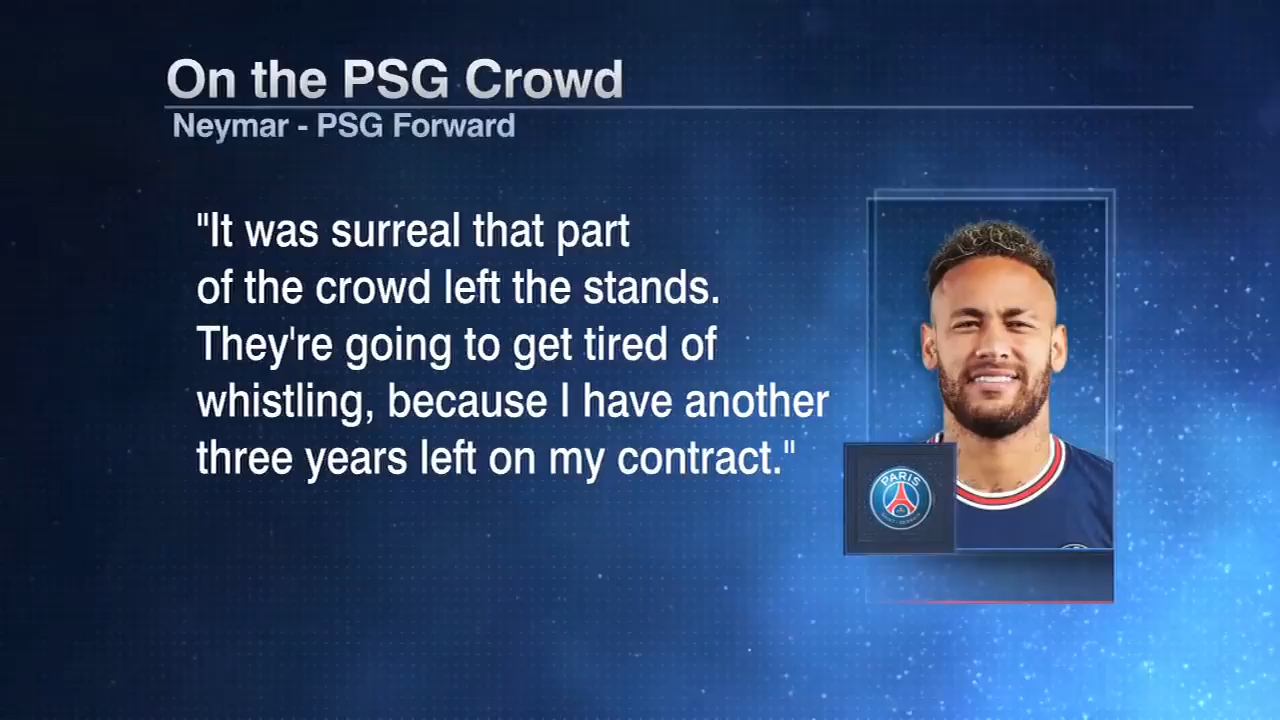 On the PSG Crowd
Neymar - PSG Forward
"It was surreal that part
of the crowd left the stands.
They're going to get tired of
whistling, because I have another
three years left on my contract."
PARIS